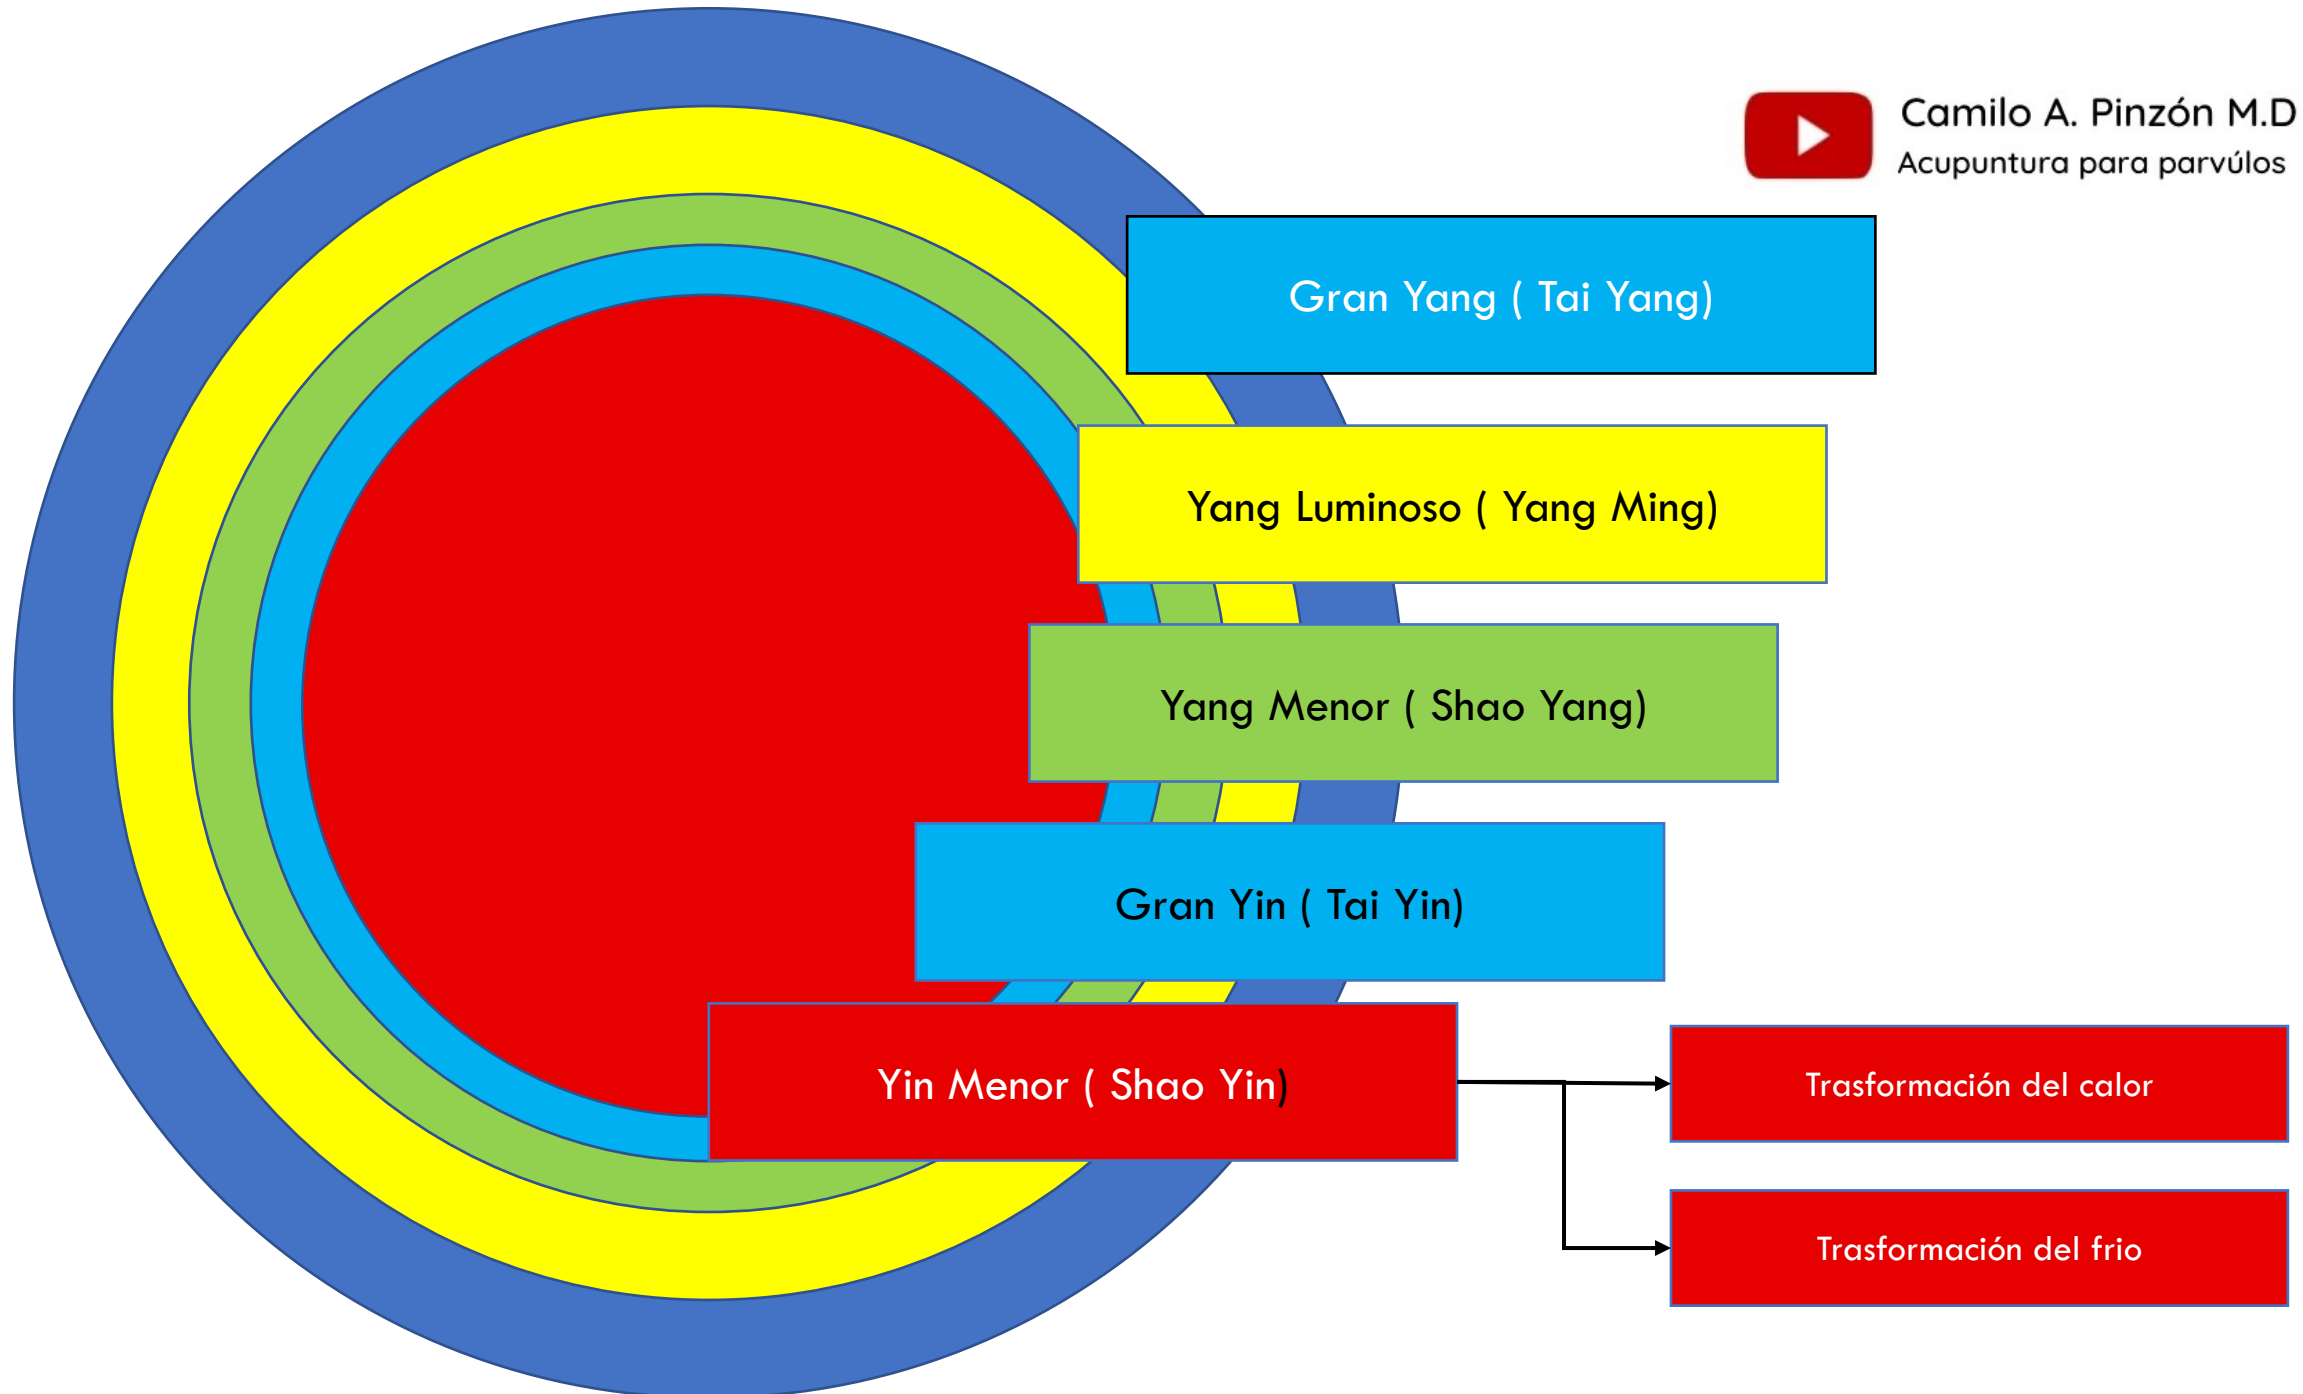 Camilo A. Pinzón M.D
Acupuntura para parvúlos
Gran Yang ( Tai Yang)
Yang Luminoso ( Yang Ming)
Yang Menor ( Shao Yang)
Gran Yin ( Tai Yin)
Yin Menor ( Shao Yin)
Trasformación del calor
Trasformación del frio